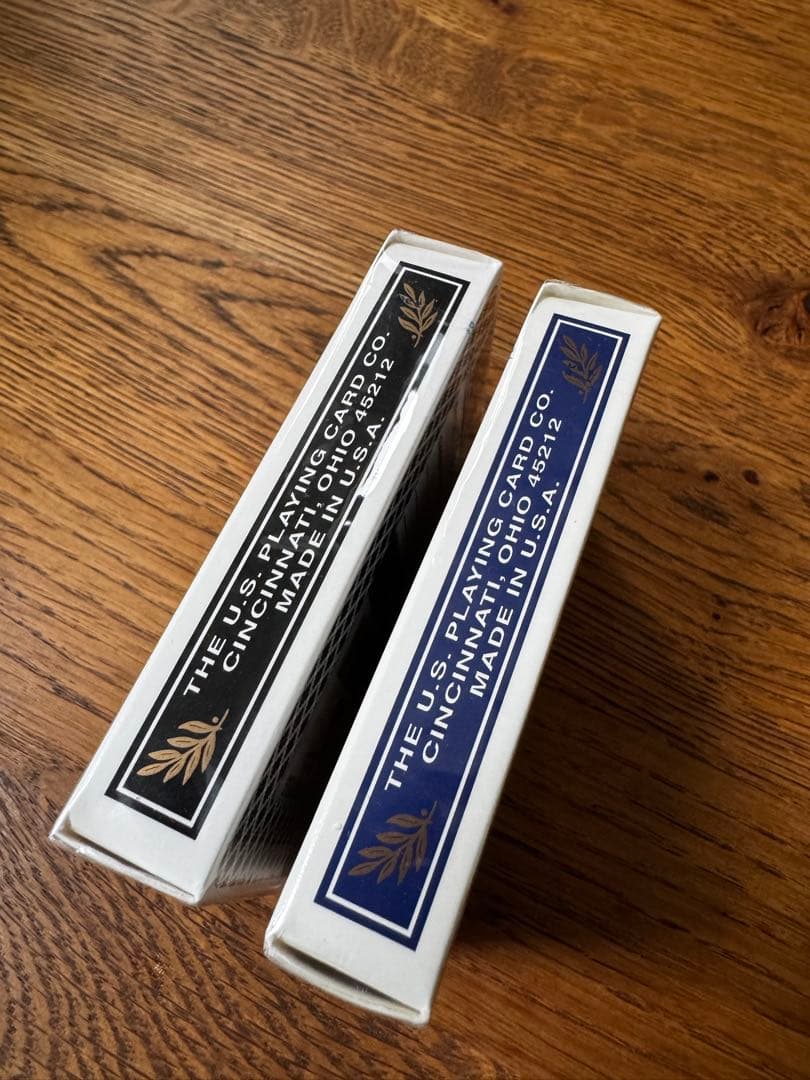 THE U.S. PLAYING CARD CO.
CINCINNATI, OHIO 45212
MADE IN U.S.A.
THE U.S. PLAYING CARD CO.
CINCINNATI, OHIO 45212
MADE IN U.S.A.